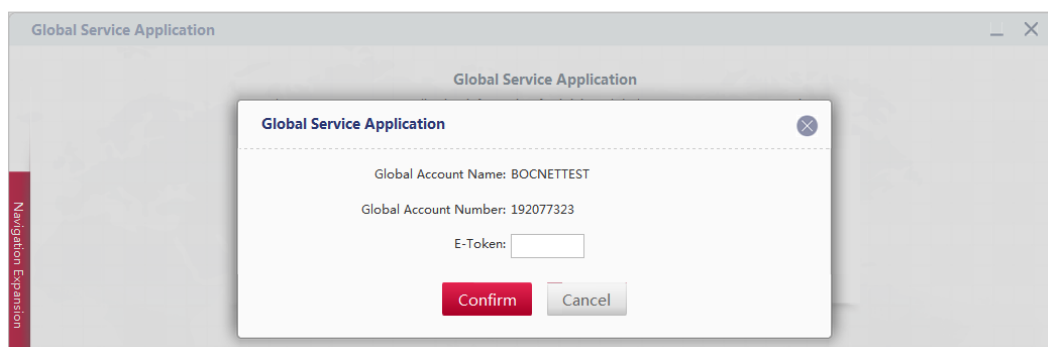 Global Service Application
Global Service Application
Global Service Application
Global Account Name: BOCNETTEST
Global Account Number: 192077323
E-Token:
Confirm Cancel
Navigation Expansion